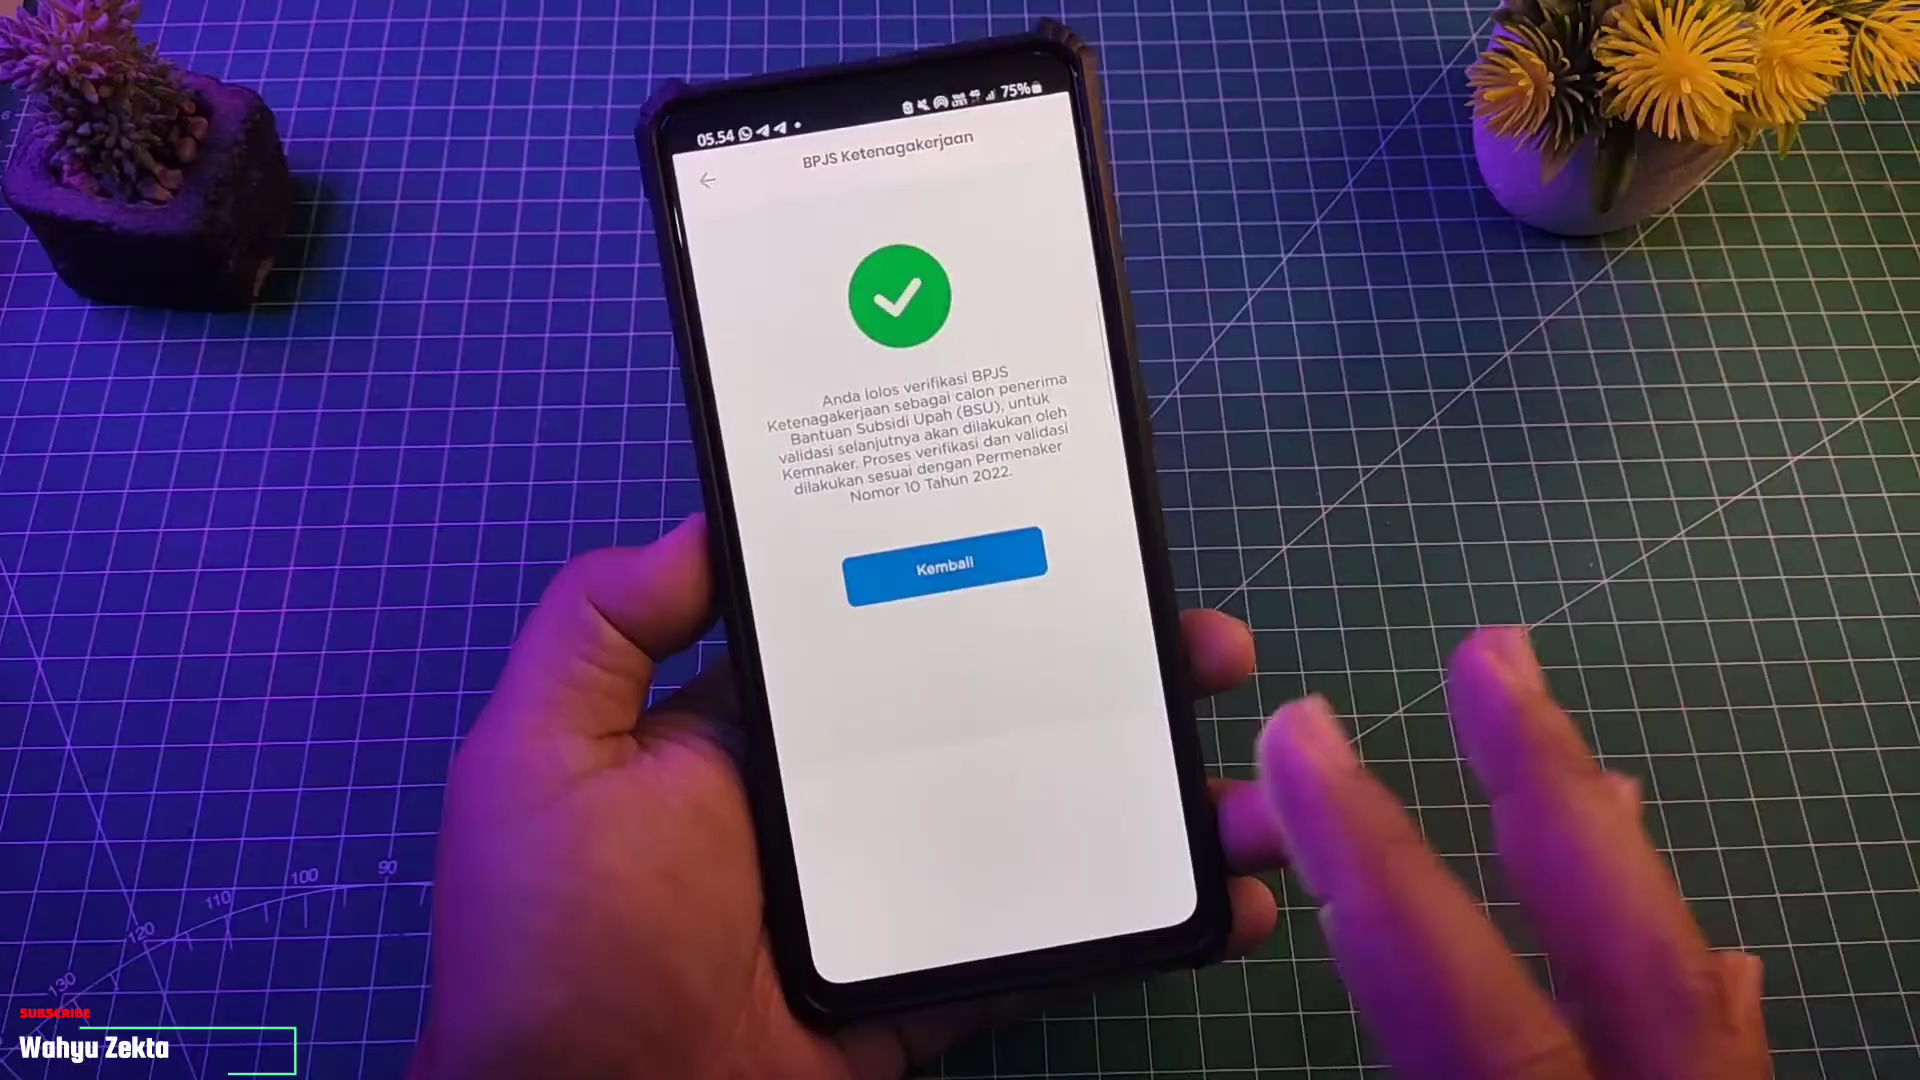 05.54
75%
BPJS Ketenagakerjaan
Anda lolos verifikasi BPJS
Ketenagakerjaan sebagai calon penerima
Bantuan Subsidi Upah (BSU), untuk
validasi selanjutnya akan dilakukan oleh
Kemnaker. Proses verifikasi dan validasi
dilakukan sesuai dengan Permenaker
Nomor 10 Tahun 2022.
Kembali
90
100
110
120
130
SUBSCRIBE
Wahyu Zekta